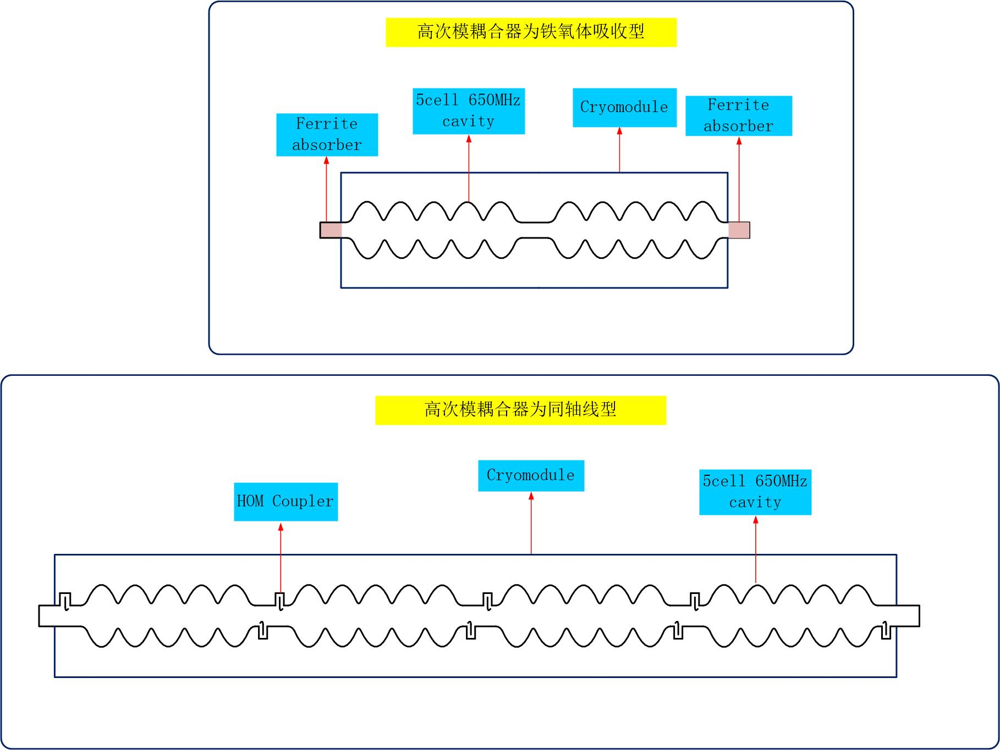 高次模耦合器为铁氧体吸收型
5cell 650MHz
cavity
Cryomodule
Ferrite
absorber
Ferrite
absorber
高次模耦合器为同轴线型
Cryomodule
5cell 650MHz
cavity
HOM Coupler